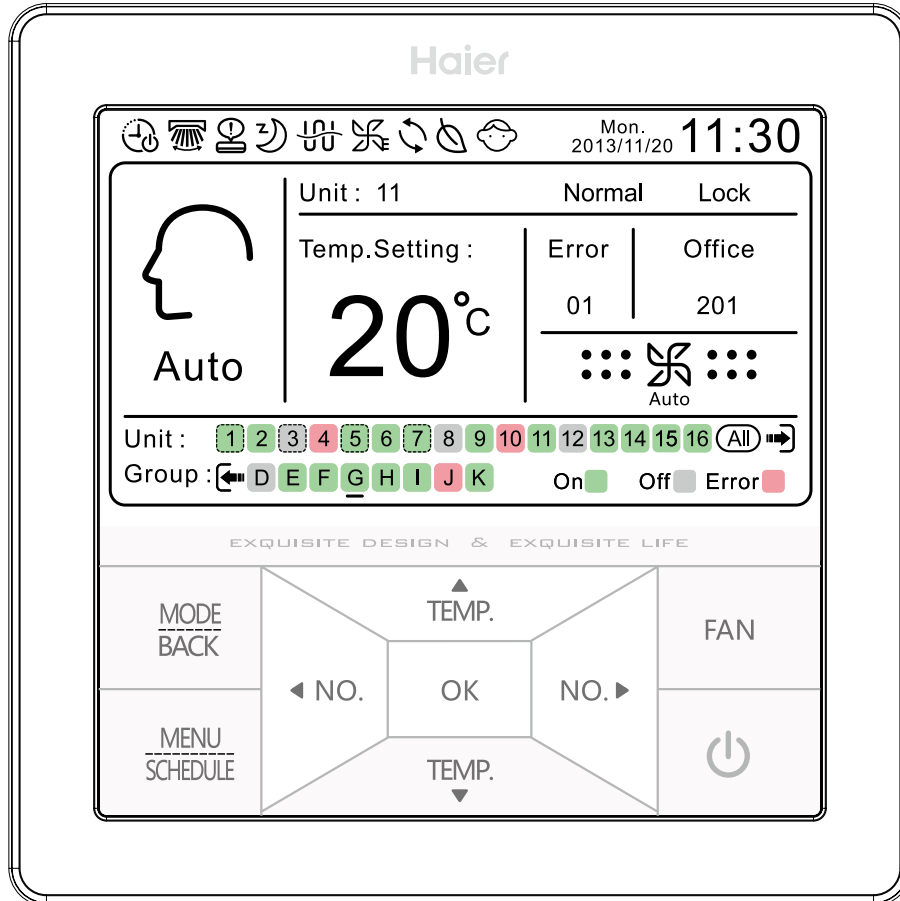 Haier
Mon.
2013/11/20 11:30
Unit : 11 Normal Lock
Temp.Setting : Error Office
20°C 01 201
Auto
Auto
Unit : 1 2 3 4 5 6 7 8 9 10 11 12 13 14 15 16 All
Group : D E F G H I J K On Off Error
EXQUISITE DESIGN & EXQUISITE LIFE
MODE
BACK
TEMP.
FAN
NO. OK NO.
MENU
SCHEDULE
TEMP.